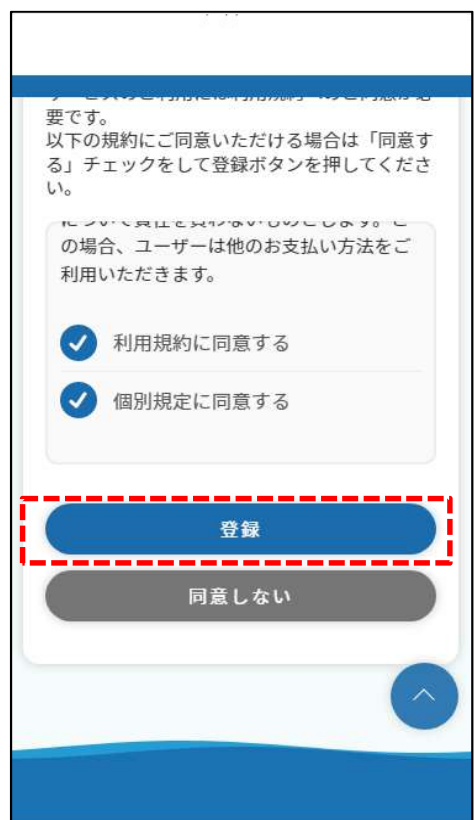 要です。
以下の規約にご同意いただける場合は「同意す
る」チェックをして登録ボタンを押してくださ
い。
の場合、ユーザーは他のお支払い方法をご
利用いただきます。
利用規約に同意する
個別規定に同意する
登録
同意しない